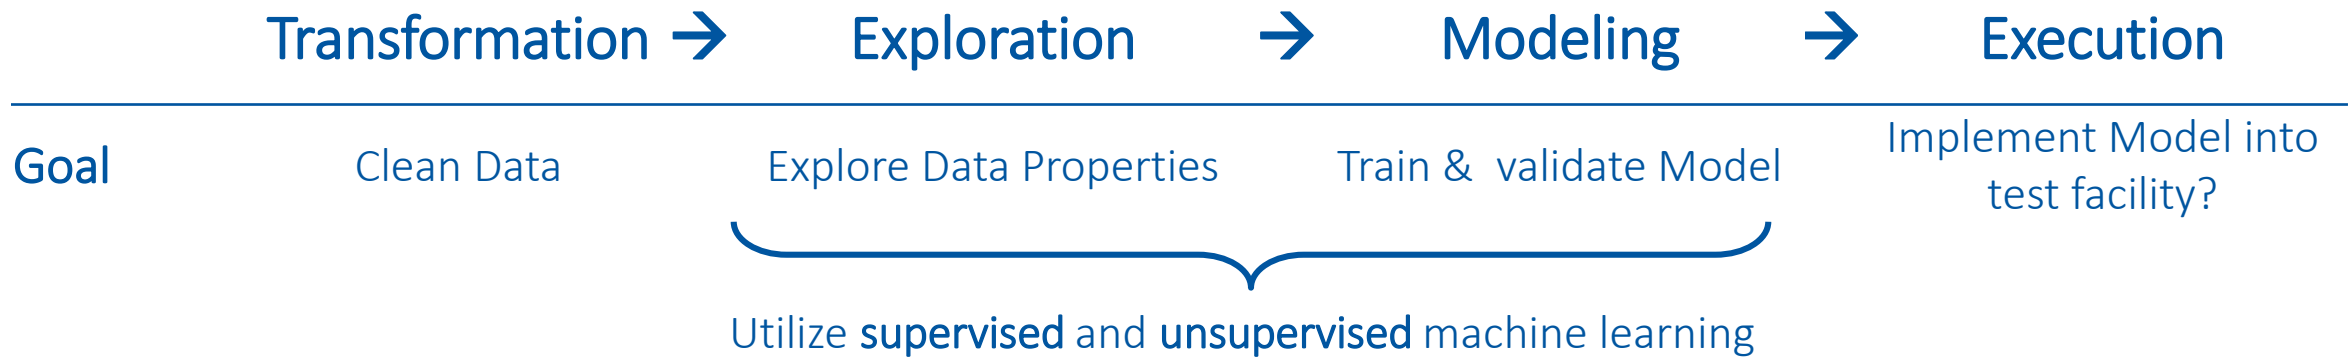 Transformation → Exploration → Modeling → Execution
Goal Clean Data Explore Data Properties Train & validate Model Implement Model into
test facility?
Utilize supervised and unsupervised machine learning